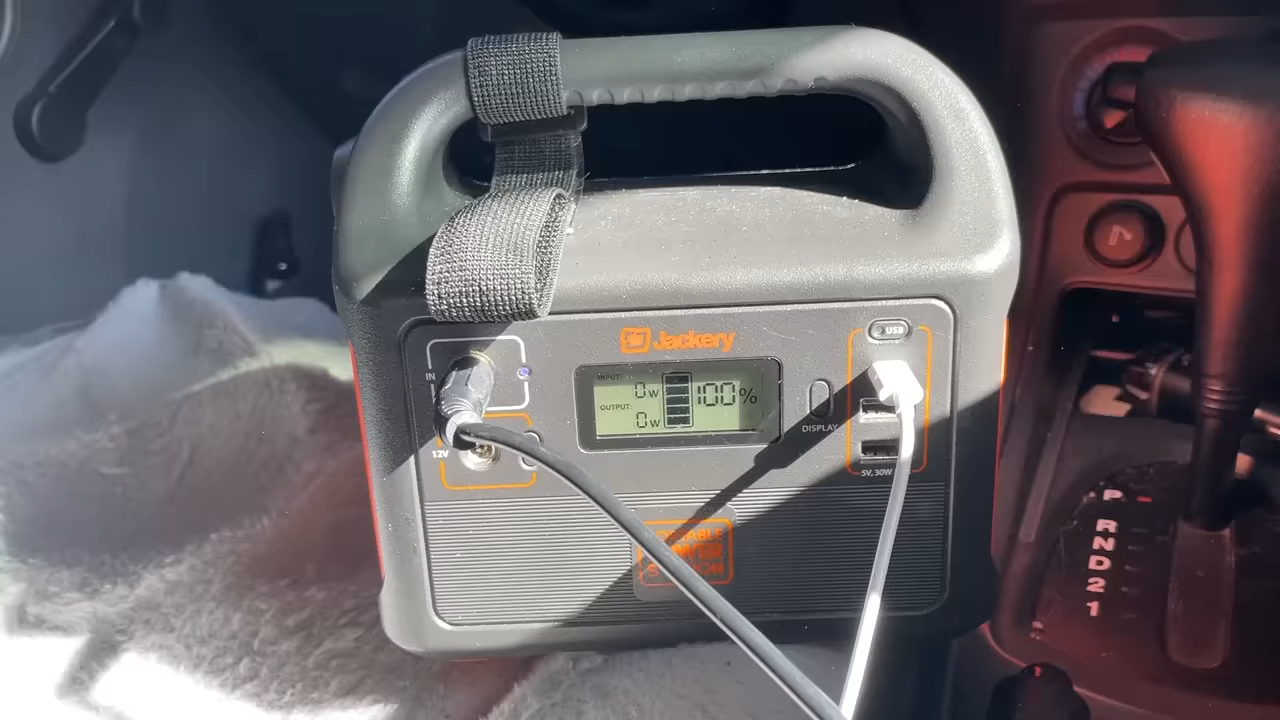 Jackery
USB
IN
INPUT:
0W
100%
OUTPUT:
0W
DISPLAY
12V
5V, 30W
P
R
N
D
2
1